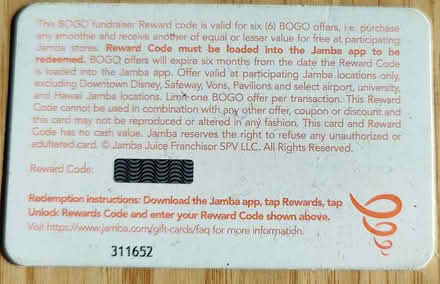 This BOGO fundraiser Reward code is valid for six (6) BOGO offers, i.e. purchase
any smoothie and receive another of equal or lesser value for free at participating
Jamba stores. Reward Code must be loaded into the Jamba app to be
redeemed. BOGO offers will expire six months from the date the Reward Code
is loaded into the Jamba app. Offer valid at participating Jamba locations only,
excluding Downtown Disney, Safeway, Vons, Pavilions and select airport, university,
and Hawaii Jamba locations. Limit one BOGO offer per transaction. This Reward
Code cannot be used in combination with any other offer, coupon or discount and
this card may not be reproduced or altered in any fashion. This card and Reward
Code has no cash value. Jamba reserves the right to refuse any unauthorized or
adultered card. © Jamba Juice Franchisor SPV LLC. All Rights Reserved.
Reward Code:
Redemption instructions: Download the Jamba app, tap Rewards, tap
Unlock Rewards Code and enter your Reward Code shown above.
Visit https://www.jamba.com/gift-cards/faq for more information.
311652